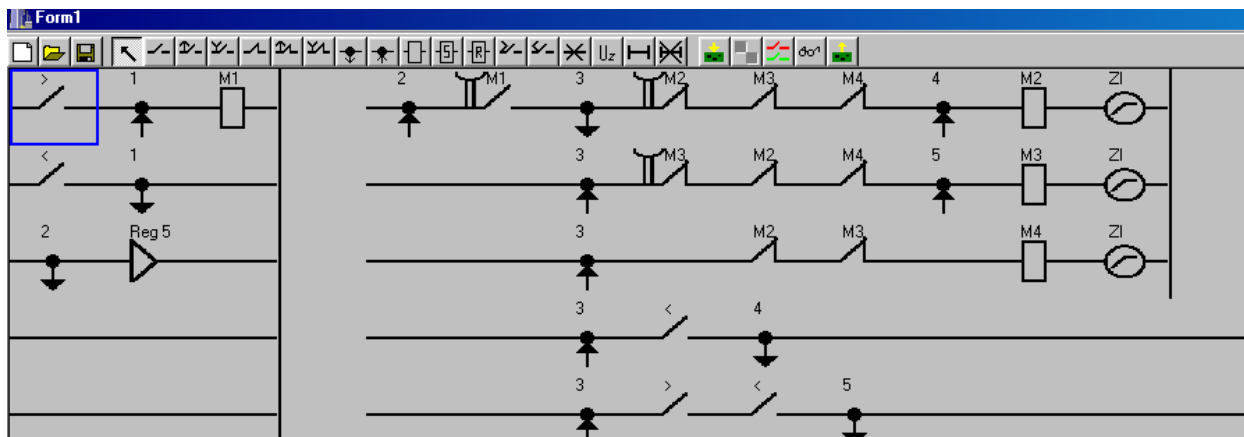 Form1
S R Uz
> 1 M1 2 M1 3 M2 M3 M4 4 M2 ZI
< 1 3 M3 M2 M4 5 M3 ZI
2 Reg 5 3 M2 M3 M4 ZI
3 < 4
3 > < 5